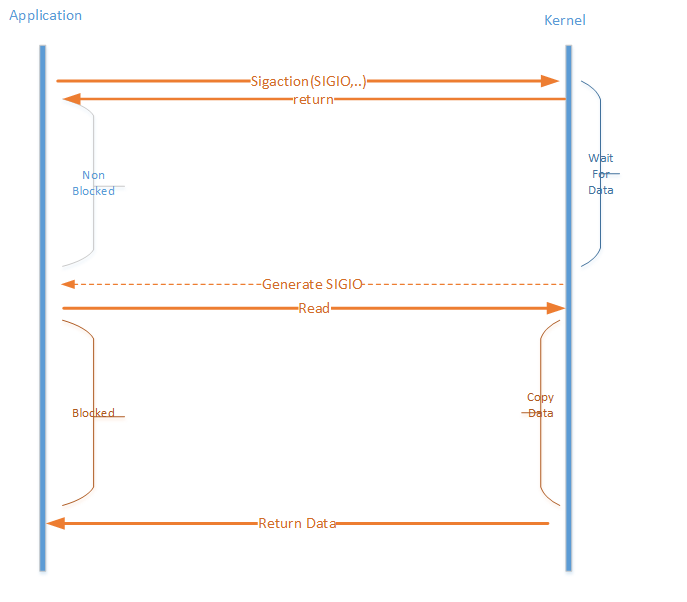 Application
Kernel
Sigaction(SIGIO,..)
return
Wait
For
Data
Non
Blocked
Generate SIGIO
Read
Blocked
Copy
Data
Return Data